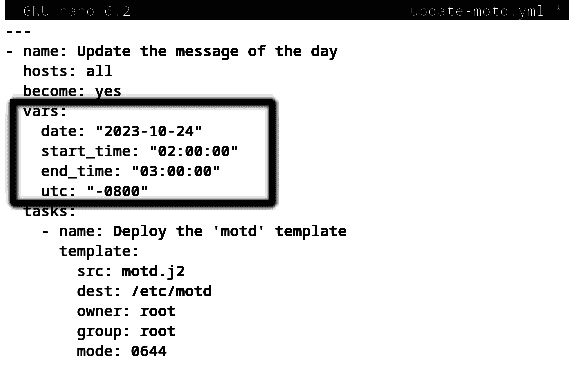 GNU nano 6.2 update-motd.yml *
---
- name: Update the message of the day
  hosts: all
  become: yes
  vars:
    date: "2023-10-24"
    start_time: "02:00:00"
    end_time: "03:00:00"
    utc: "-0800"
  tasks:
    - name: Deploy the 'motd' template
      template:
        src: motd.j2
        dest: /etc/motd
        owner: root
        group: root
        mode: 0644